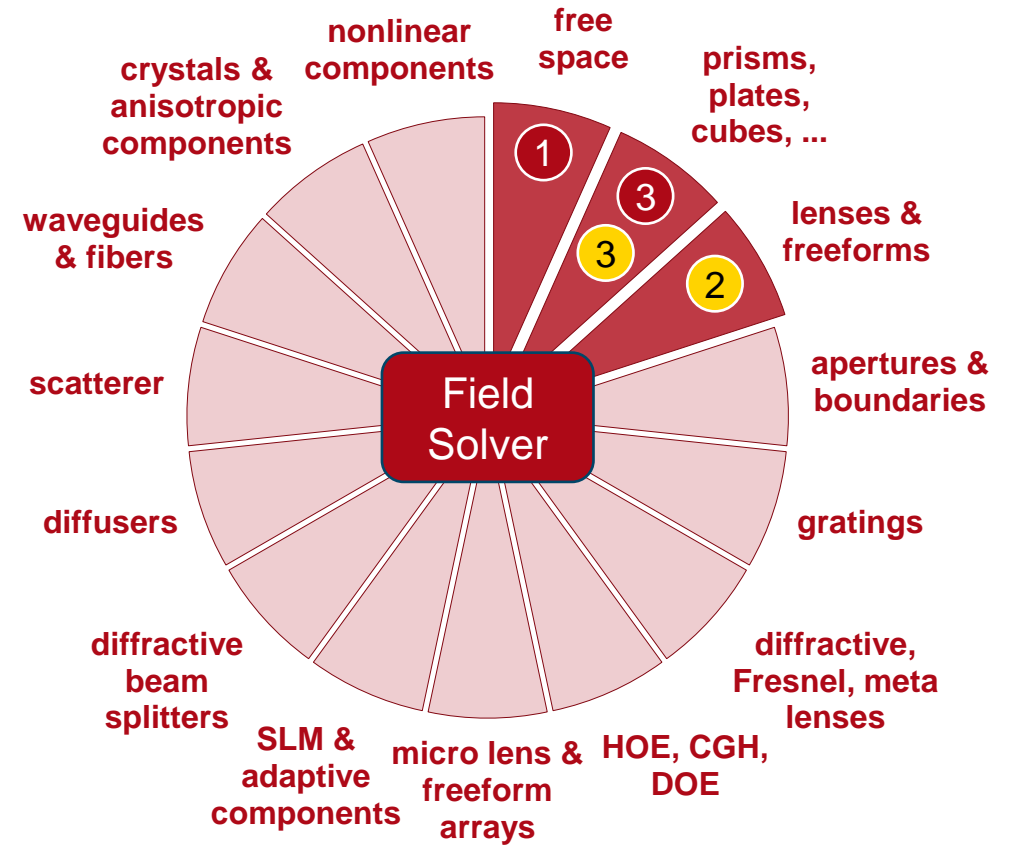 free
space
prisms,
plates,
cubes, ...
lenses &
freeforms
apertures &
boundaries
gratings
diffractive,
Fresnel, meta
lenses
HOE, CGH,
DOE
micro lens &
freeform
arrays
SLM &
adaptive
components
diffractive
beam
splitters
diffusers
scatterer
waveguides
& fibers
crystals &
anisotropic
components
nonlinear
components
1
3
3
2
Field
Solver